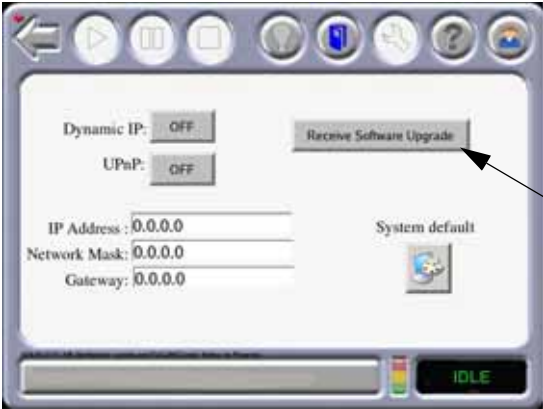 Dynamic IP: OFF
Receive Software Upgrade
UPnP: OFF
IP Address : 0.0.0.0
System default
Network Mask: 0.0.0.0
Gateway: 0.0.0.0
IDLE